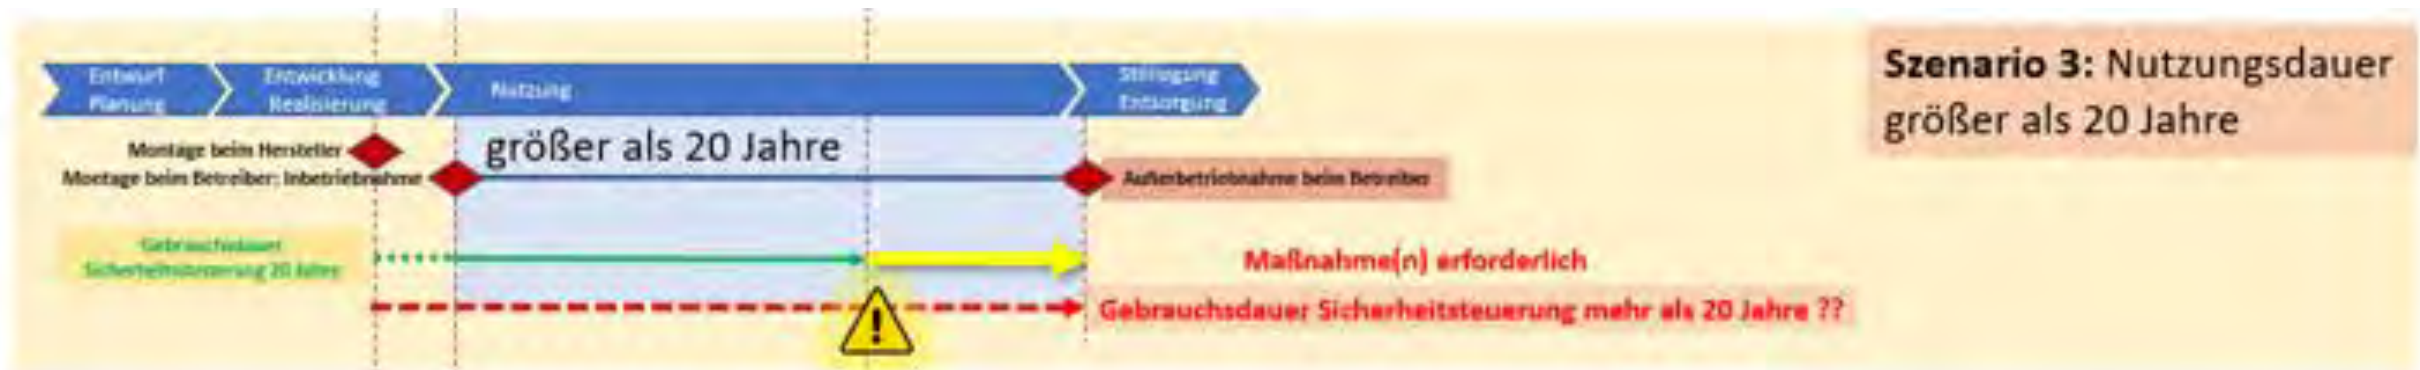 Szenario 3: Nutzungsdauer
größer als 20 Jahre
Entwurf
Planung
Entwicklung
Realisierung
Nutzung
Stilllegung
Entsorgung
Montage beim Hersteller
größer als 20 Jahre
Montage beim Betreiber: Inbetriebnahme
Außerbetriebnahme beim Betreiber
Gebrauchsdauer
Sicherheitssteuerung 20 Jahre
Maßnahme(n) erforderlich
!
Gebrauchsdauer Sicherheitsteuerung mehr als 20 Jahre ??